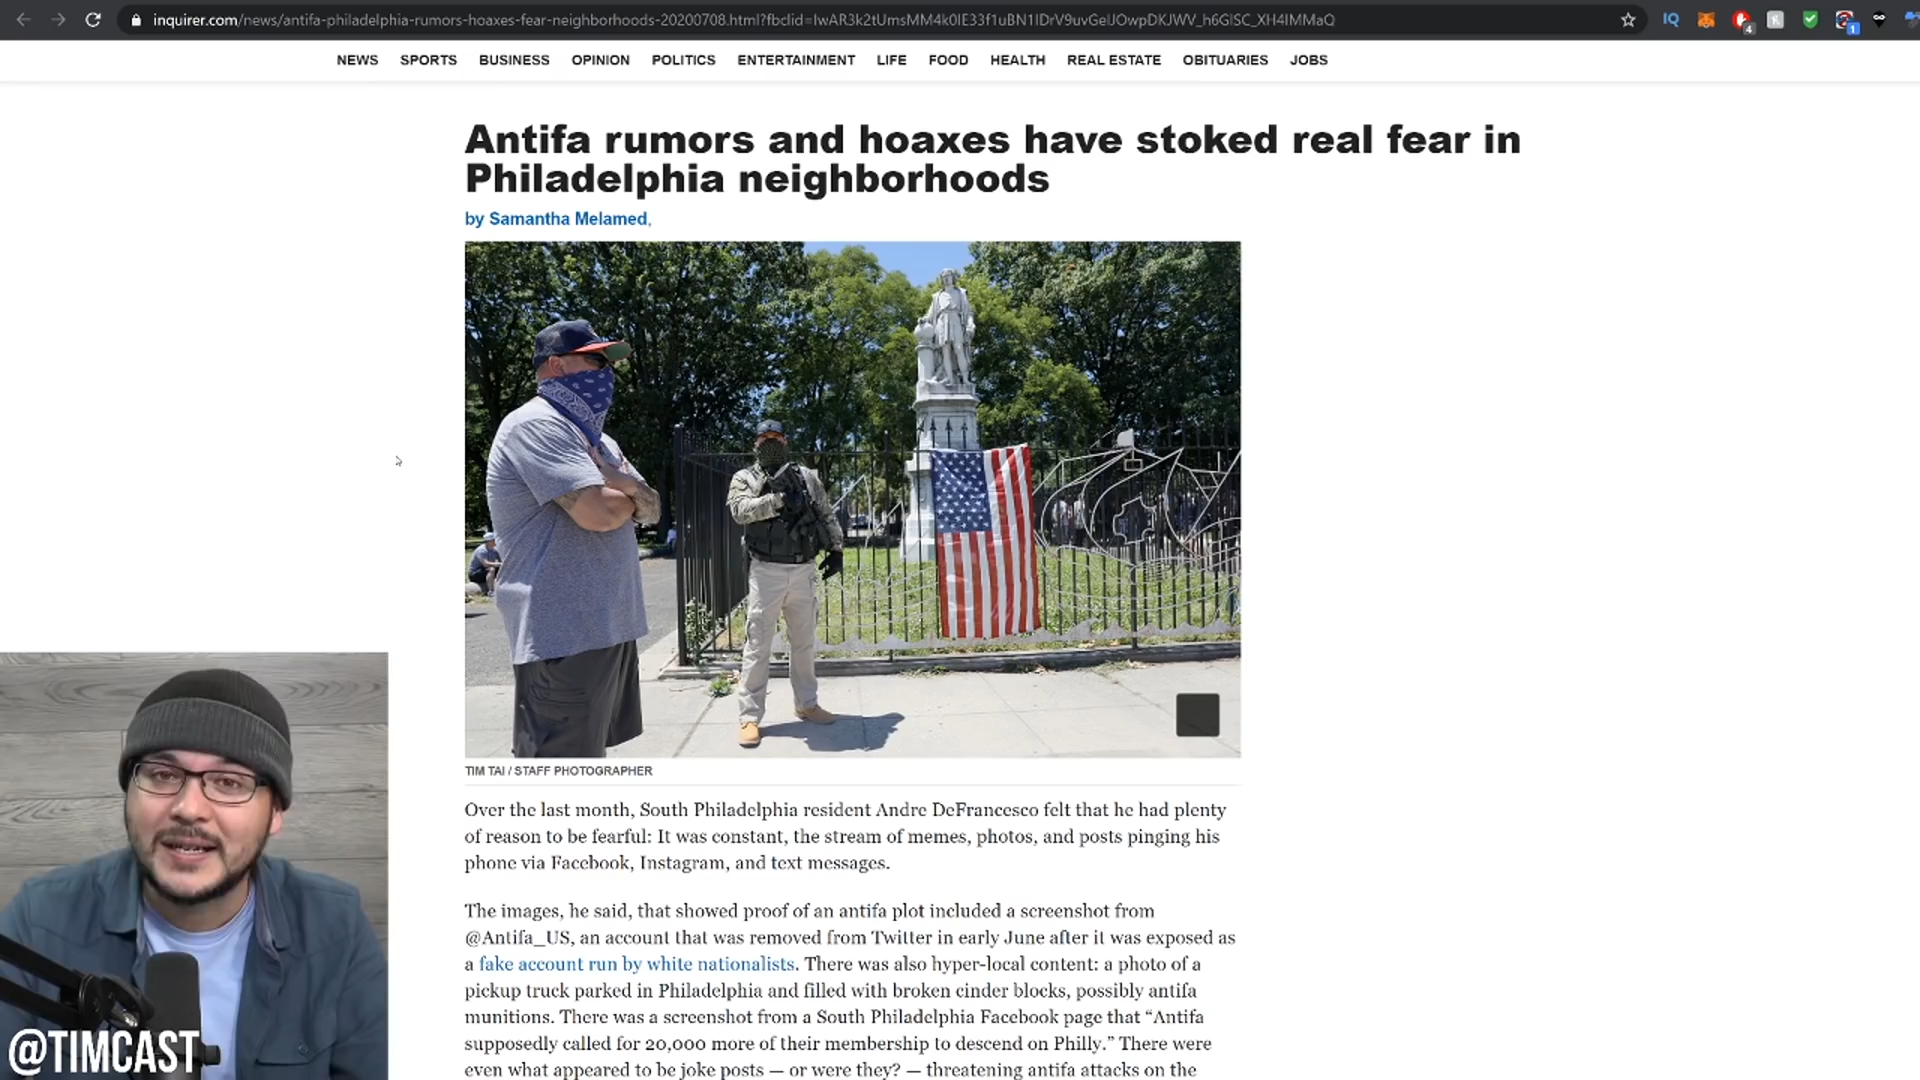 inquirer.com/news/antifa-philadelphia-rumors-hoaxes-fear-neighborhoods-20200708.html?fbclid=IwAR3k2tUmsMM4k0IE33f1uBN1IDrV9uvGeIJOwpDKJWV_h6GlSC_XH4IMMaQ
IQ
4
1
NEWS SPORTS BUSINESS OPINION POLITICS ENTERTAINMENT LIFE FOOD HEALTH REAL ESTATE OBITUARIES JOBS
Antifa rumors and hoaxes have stoked real fear in
Philadelphia neighborhoods
by Samantha Melamed,
TIM TAI / STAFF PHOTOGRAPHER
Over the last month, South Philadelphia resident Andre DeFrancesco felt that he had plenty
of reason to be fearful: It was constant, the stream of memes, photos, and posts pinging his
phone via Facebook, Instagram, and text messages.
The images, he said, that showed proof of an antifa plot included a screenshot from
@Antifa_US, an account that was removed from Twitter in early June after it was exposed as
a fake account run by white nationalists. There was also hyper-local content: a photo of a
pickup truck parked in Philadelphia and filled with broken cinder blocks, possibly antifa
munitions. There was a screenshot from a South Philadelphia Facebook page that “Antifa
supposedly called for 20,000 more of their membership to descend on Philly.” There were
even what appeared to be joke posts — or were they? — threatening antifa attacks on the
@TIMCAST